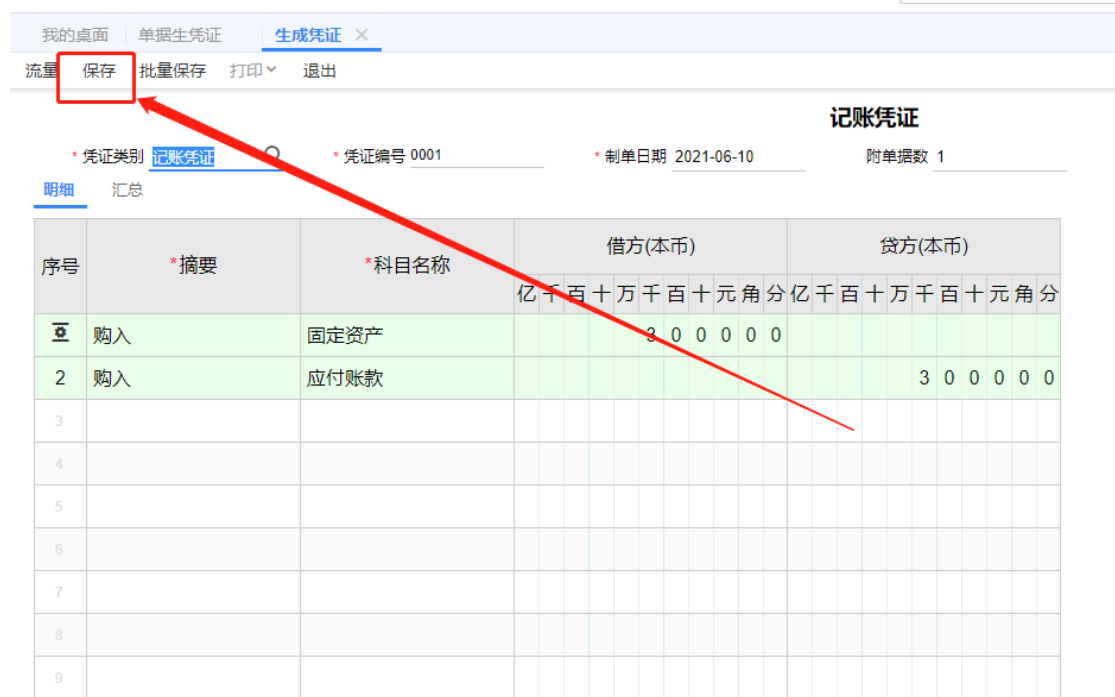 我的桌面 单据生凭证 生成凭证
流量 保存 批量保存 打印 退出
记账凭证
* 凭证类别 记账凭证 * 凭证编号 0001 * 制单日期 2021-06-10 附单据数 1
明细 汇总
序号 *摘要 *科目名称 借方(本币) 贷方(本币)
亿 千 百 十 万 千 百 十 元 角 分 亿 千 百 十 万 千 百 十 元 角 分
购入 固定资产 3 0 0 0 0 0
2 购入 应付账款 3 0 0 0 0 0
3
4
5
6
7
8
9